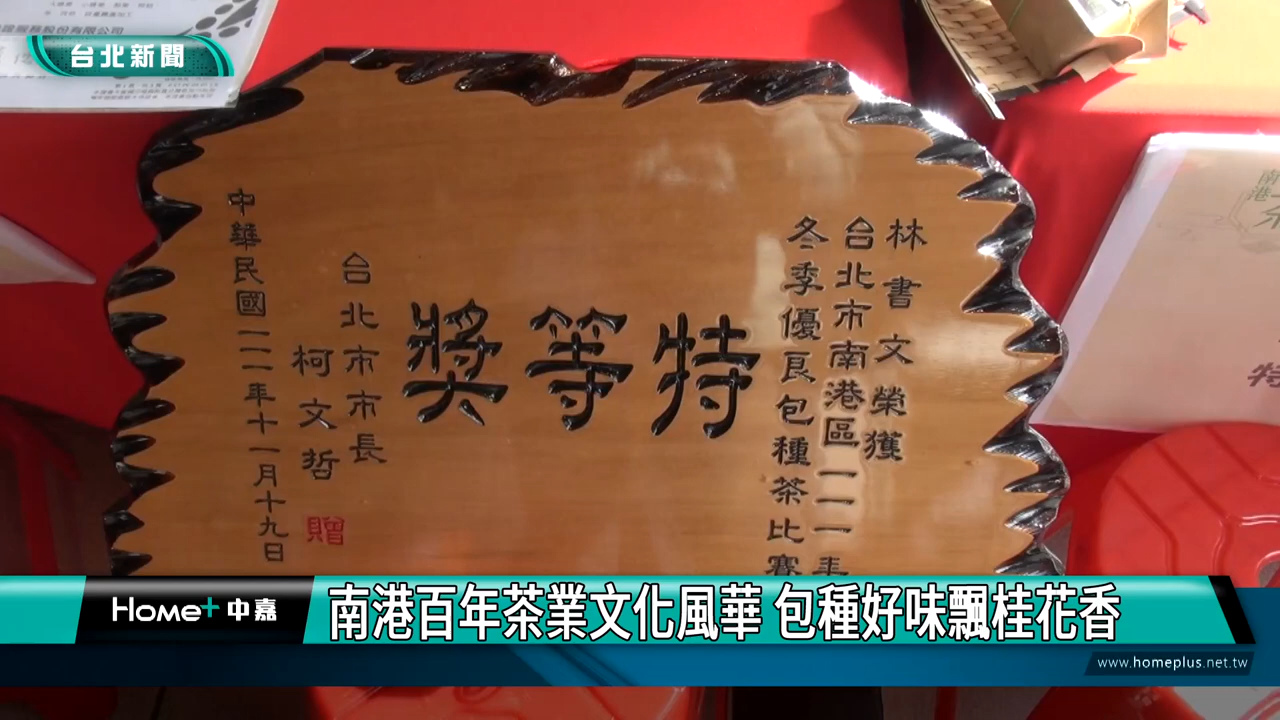 台北新聞
林書文榮獲
台北市南港區一一一年
冬季優良包種茶比賽
特等獎
台北市市長
柯文哲
贈
中華民國一一一年十一月十九日
南港
特
Home+中嘉
南港百年茶業文化風華 包種好味飄桂花香
www.homeplus.net.tw